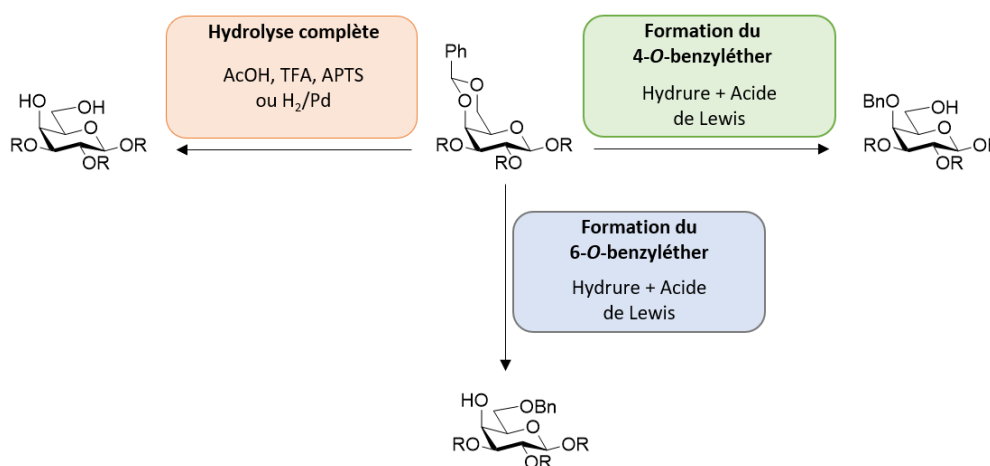 Hydrolyse complète
AcOH, TFA, APTS
ou H₂/Pd
Formation du
4-O-benzyléther
Hydrure + Acide
de Lewis
Ph
O
O
O
RO
OR
OR
HO
OH
O
RO
OR
OR
BnO
OH
O
RO
OR
O
Formation du
6-O-benzyléther
Hydrure + Acide
de Lewis
HO
OBn
O
RO
OR
OR